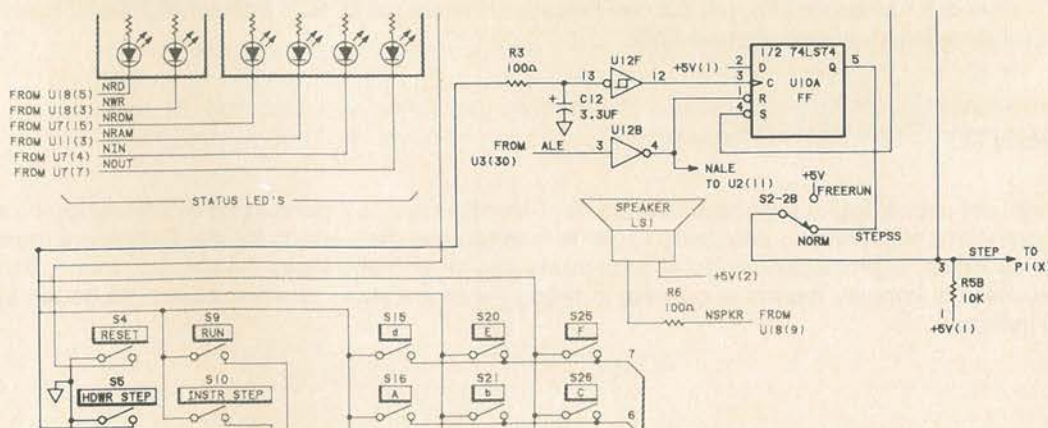 FROM U18(5) NRD
FROM U18(3) NWR
FROM U7(15) NROM
FROM U11(3) NRAM
FROM U7(4) NIN
FROM U7(7) NOUT
STATUS LED'S
R3
100Ω
C12
3.3UF
+
U12F
13
12
U12B
FROM ALE 3
4
U3(30)
NALE
TO U2(11)
1/2 74LS74
+5V(1)
2
D
Q
5
3
C
U10A
1
R
FF
4
S
+5V
FREERUN
S2-2B
NORM
STEPSS
STEP
TO
P1(X)
3
R5B
10K
1
+5V(1)
SPEAKER
LS1
+5V(2)
R6
100Ω
NSPKR
FROM
U18(9)
S4
RESET
S9
RUN
S15
d
S20
E
S25
F
7
S5
HDWR STEP
S10
INSTR STEP
S16
A
S21
b
S26
C
6